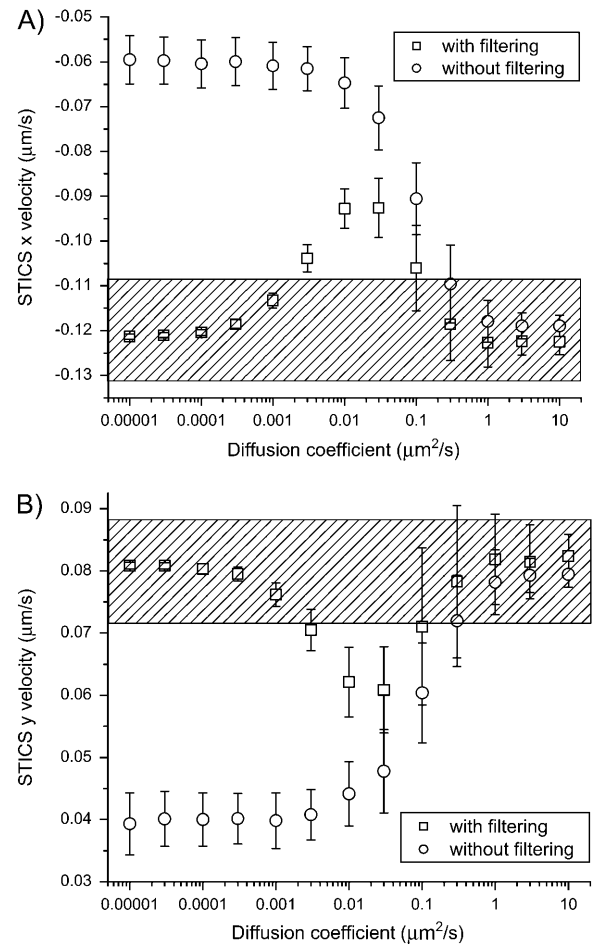 A)
-0.05
-0.06
-0.07
-0.08
-0.09
-0.10
-0.11
-0.12
-0.13
STICS x velocity (μm/s)
with filtering
without filtering
0.00001 0.0001 0.001 0.01 0.1 1 10
Diffusion coefficient (μm²/s)
B)
0.09
0.08
0.07
0.06
0.05
0.04
0.03
STICS y velocity (μm/s)
with filtering
without filtering
0.00001 0.0001 0.001 0.01 0.1 1 10
Diffusion coefficient (μm²/s)